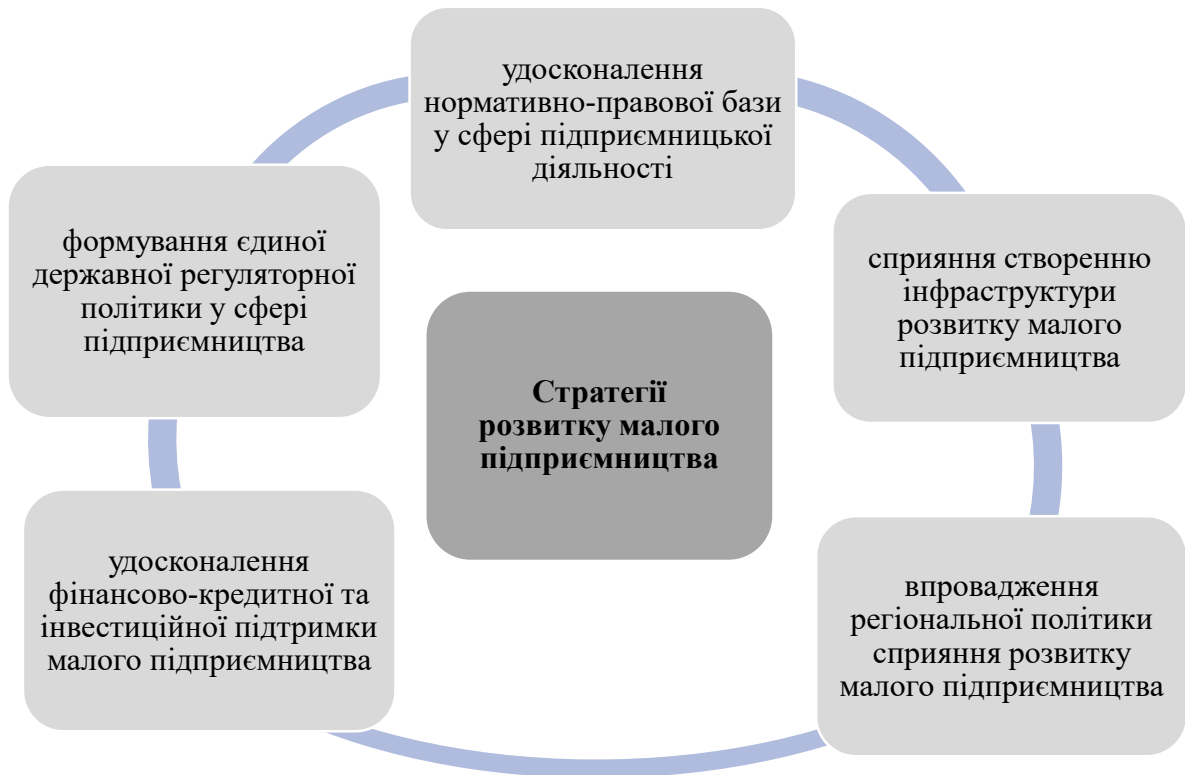 удосконалення
нормативно-правової бази
у сфері підприємницької
діяльності
формування єдиної
державної регуляторної
політики у сфері
підприємництва
сприяння створенню
інфраструктури
розвитку малого
підприємництва
Стратегії
розвитку малого
підприємництва
удосконалення
фінансово-кредитної та
інвестиційної підтримки
малого підприємництва
впровадження
регіональної політики
сприяння розвитку
малого підприємництва